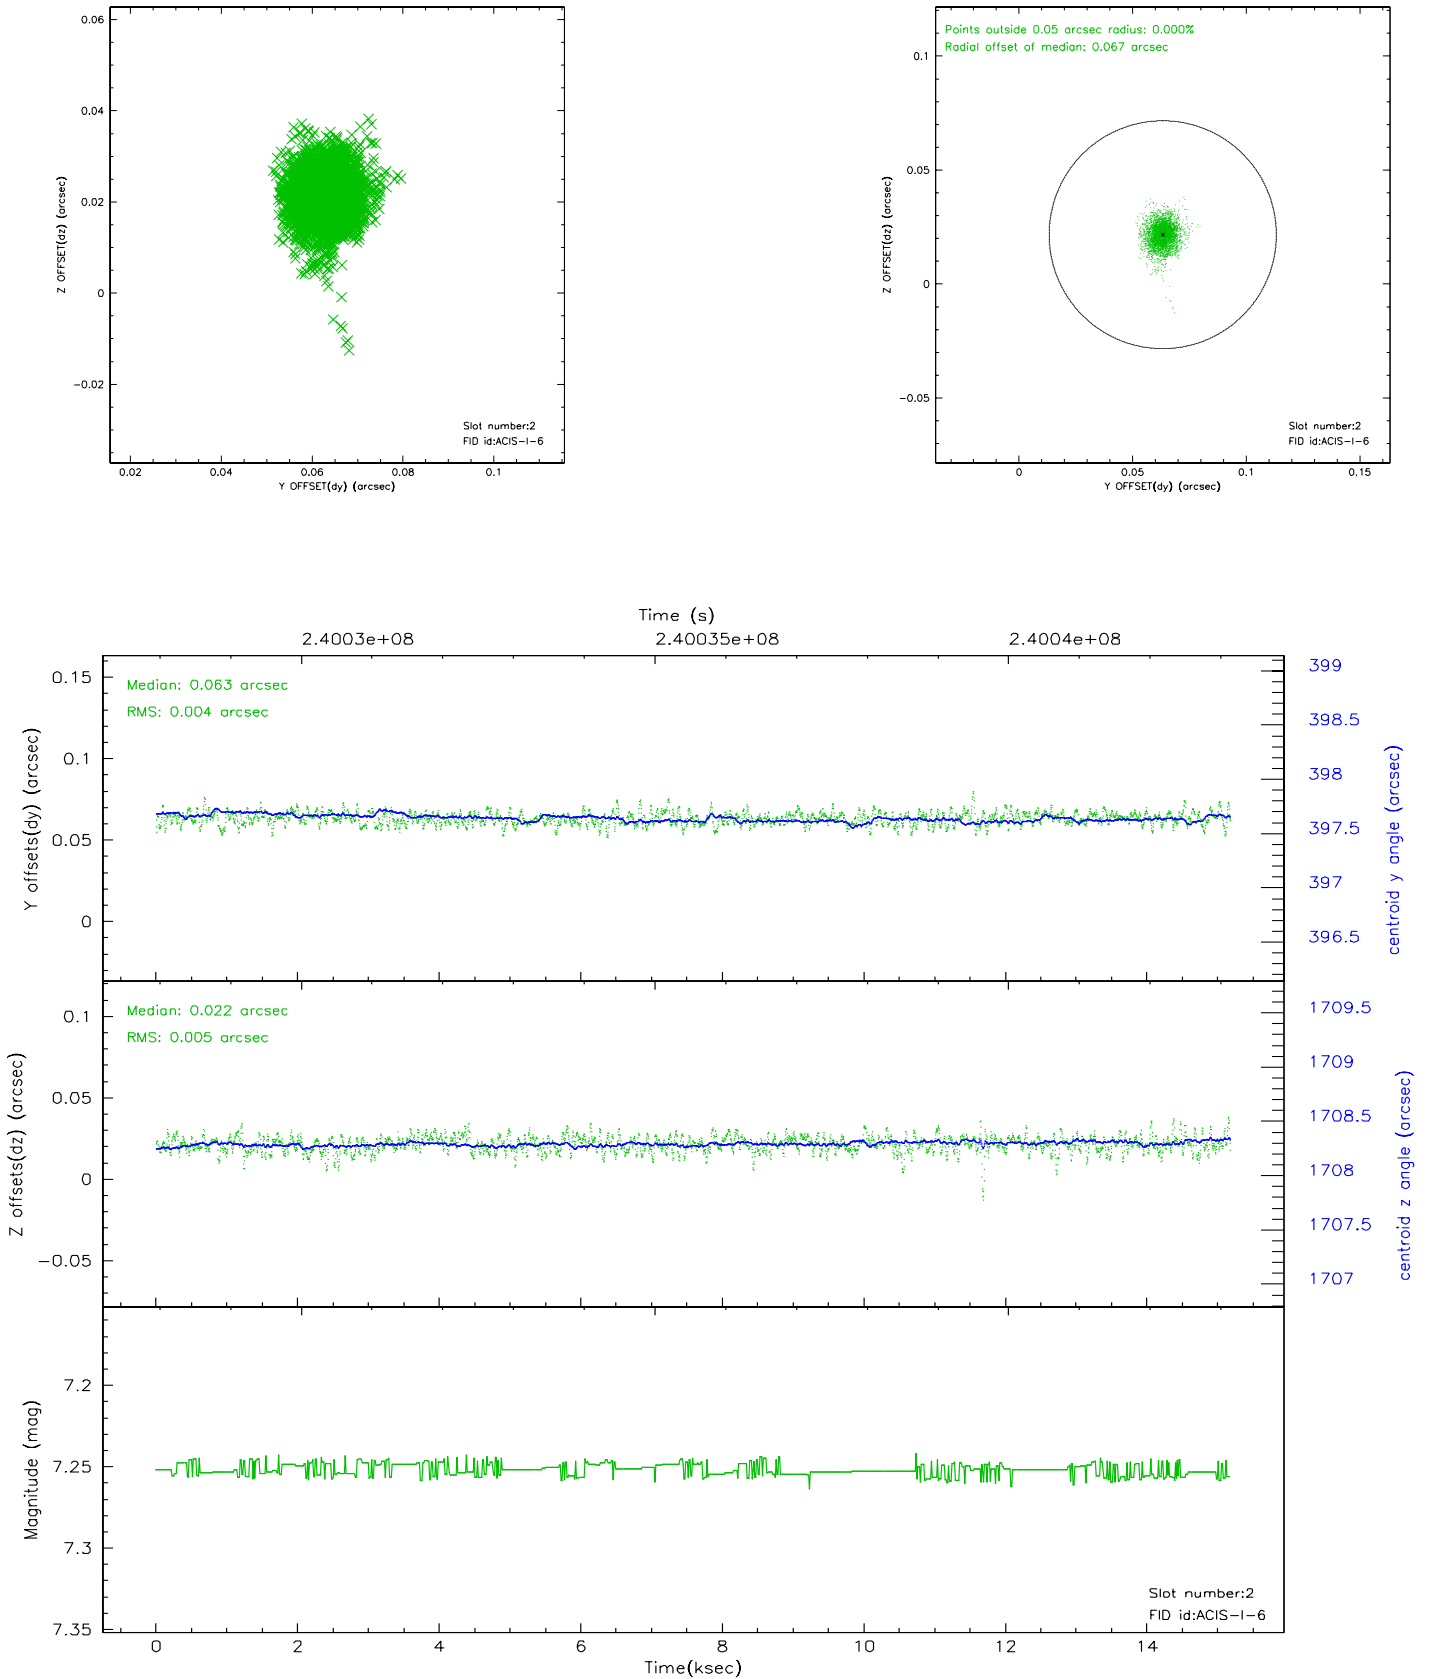 0.06
0.04
0.02
0
−0.02
Z OFFSET(dz) (arcsec)
Slot number:2
FID id:ACIS−I−6
0.02 0.04 0.06 0.08 0.1
Y OFFSET(dy) (arcsec)
Points outside 0.05 arcsec radius: 0.000%
Radial offset of median: 0.067 arcsec
0.1
0.05
0
−0.05
Z OFFSET(dz) (arcsec)
Slot number:2
FID id:ACIS−I−6
0 0.05 0.1 0.15
Y OFFSET(dy) (arcsec)
Time (s)
2.4003e+08 2.40035e+08 2.4004e+08
Median: 0.063 arcsec
RMS: 0.004 arcsec
0.15
0.1
0.05
0
Y offsets(dy) (arcsec)
399
398.5
398
397.5
397
396.5
centroid y angle (arcsec)
Median: 0.022 arcsec
RMS: 0.005 arcsec
0.1
0.05
0
−0.05
Z offsets(dz) (arcsec)
1709.5
1709
1708.5
1708
1707.5
1707
centroid z angle (arcsec)
7.2
7.25
7.3
7.35
Magnitude (mag)
Slot number:2
FID id:ACIS−I−6
0 2 4 6 8 10 12 14
Time(ksec)